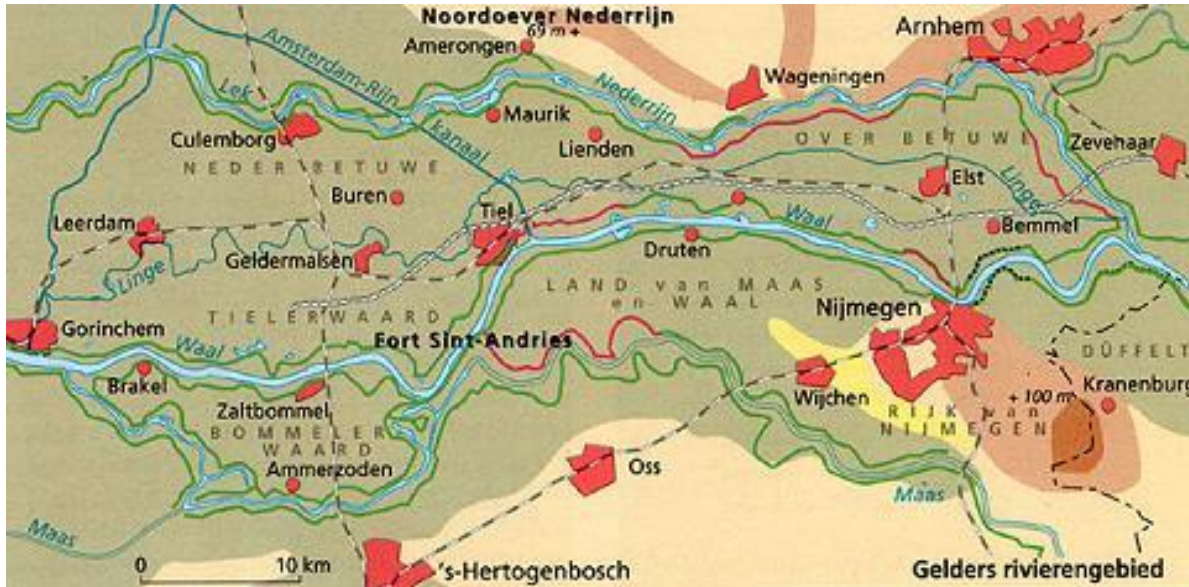 Noordoever Nederrijn
69 m +
Amerongen
Arnhem
Amsterdam-Rijn
kanaal
Lek
Nederrijn
Wageningen
Culemborg
Maurik
Lienden
OVER BETUWE
Zevehaar
NEDER BETUWE
Buren
Elst
Linge
Leerdam
Tiel
Waal
Bemmel
Druten
Geldermalsen
Linge
LAND van MAAS
en WAAL
Nijmegen
TIELERWAARD
Gorinchem
Waal
Fort Sint-Andries
DÜFFELT
Brakel
Zaltbommel
Wijchen
+ 100 m
Kranenburg
RIJK van
NIJMEGEN
BOMMELER
WAARD
Ammerzoden
Oss
Maas
Maas
0
10 km
's-Hertogenbosch
Gelders rivierengebied